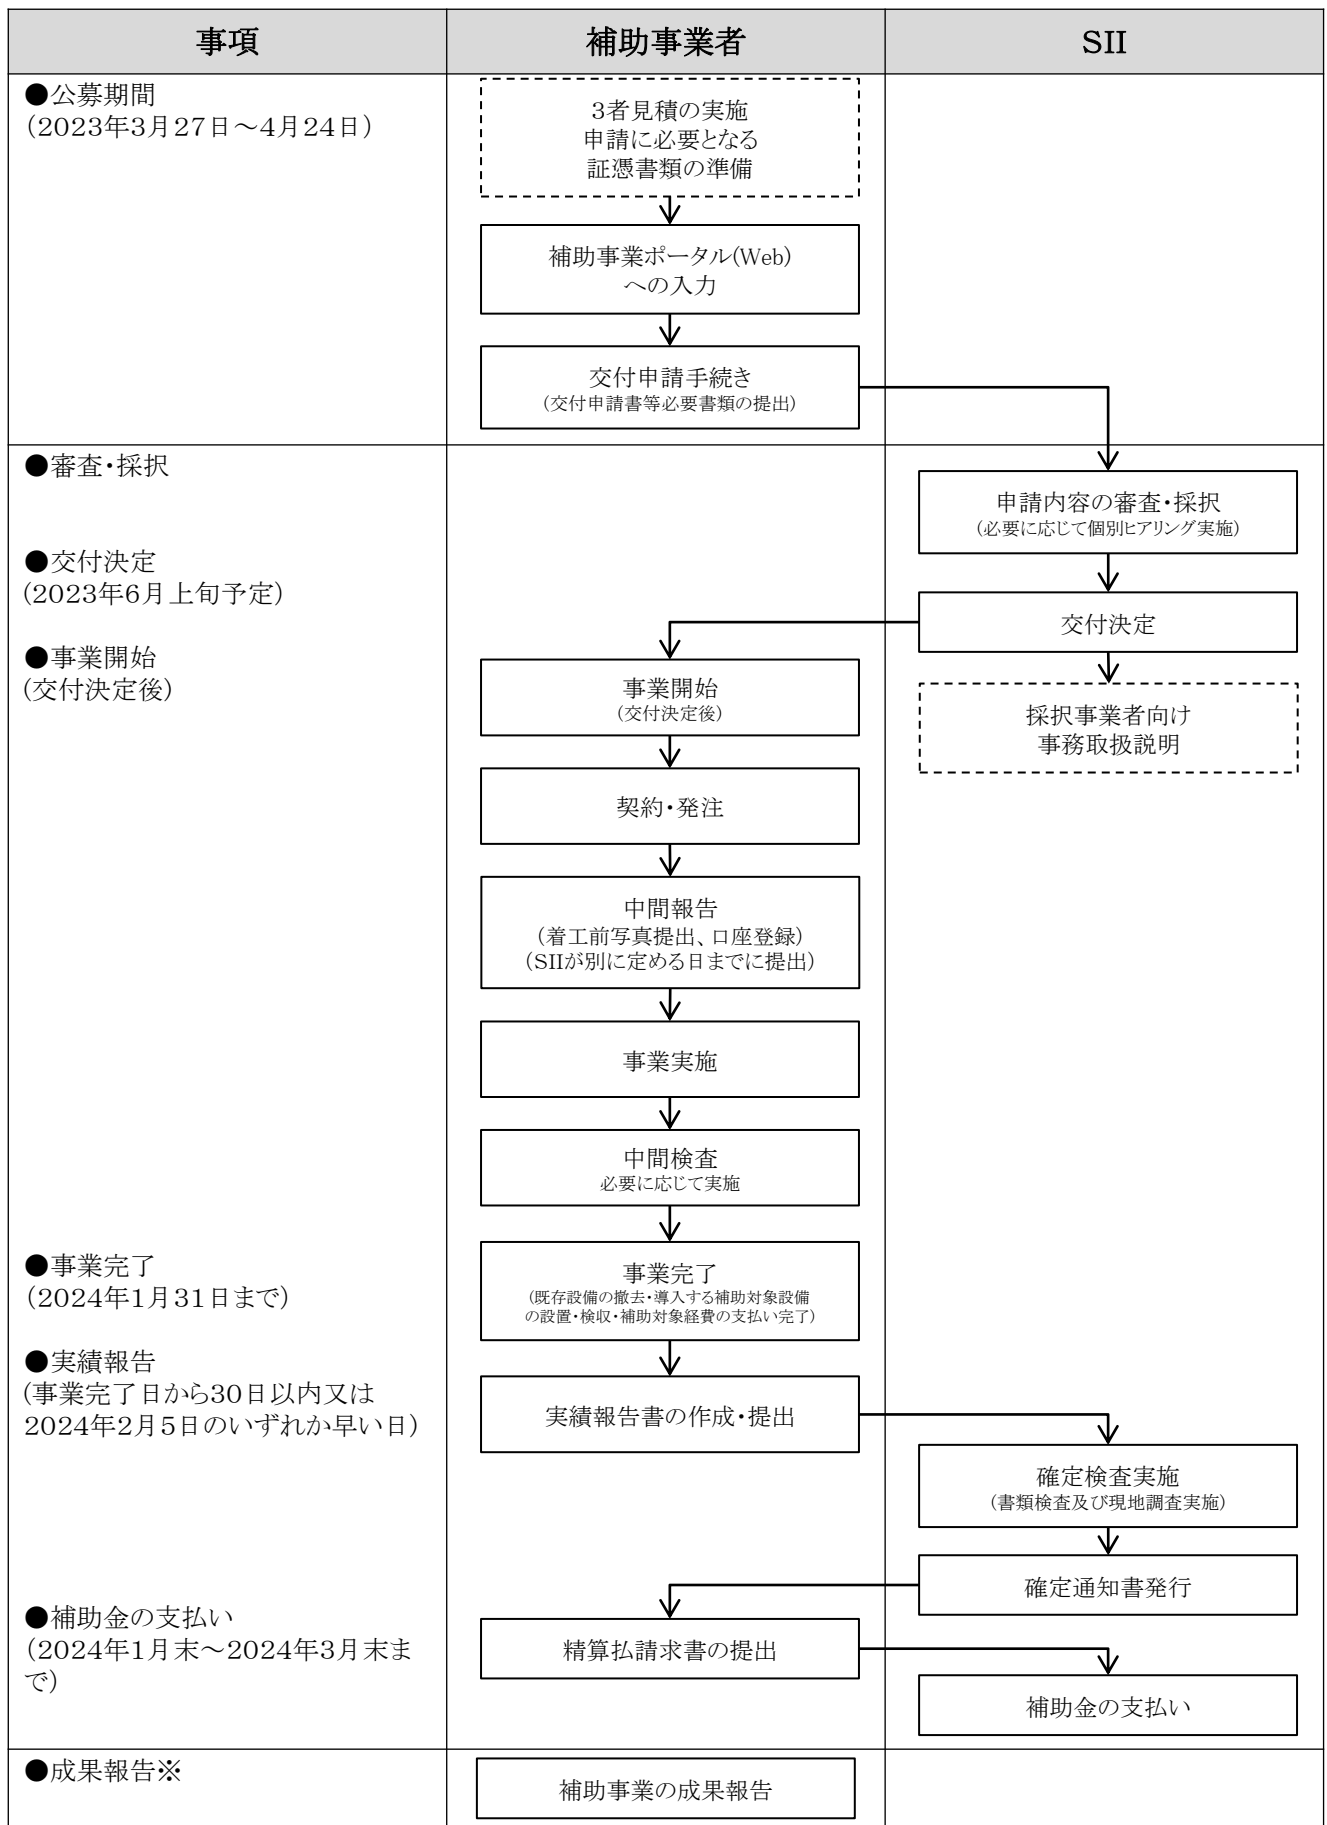 事項
補助事業者
SII
●公募期間
（2023年3月27日～4月24日）
3者見積の実施
申請に必要となる
証憑書類の準備
補助事業ポータル(Web)
への入力
交付申請手続き
（交付申請書等必要書類の提出）
●審査・採択
申請内容の審査・採択
（必要に応じて個別ヒアリング実施）
●交付決定
（2023年6月上旬予定）
交付決定
●事業開始
（交付決定後）
事業開始
（交付決定後）
採択事業者向け
事務取扱説明
契約・発注
中間報告
（着工前写真提出、口座登録）
（SIIが別に定める日までに提出）
事業実施
中間検査
必要に応じて実施
●事業完了
（2024年1月31日まで）
事業完了
（既存設備の撤去・導入する補助対象設備
の設置・検収・補助対象経費の支払い完了）
●実績報告
（事業完了日から30日以内又は
2024年2月5日のいずれか早い日）
実績報告書の作成・提出
確定検査実施
（書類検査及び現地調査実施）
確定通知書発行
●補助金の支払い
（2024年1月末～2024年3月末ま
で）
精算払請求書の提出
補助金の支払い
●成果報告※
補助事業の成果報告